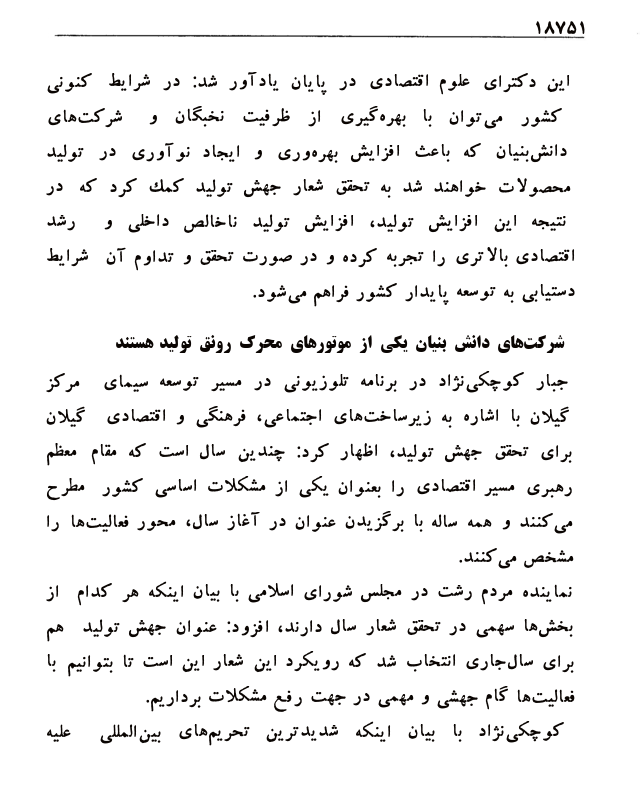 ۱۸۷۵۱
این دکترای علوم اقتصادی در پایان یادآور شد: در شرایط کنونی
کشور می‌توان با بهره‌گیری از ظرفیت نخبگان و شرکت‌های
دانش‌بنیان که باعث افزایش بهره‌وری و ایجاد نوآوری در تولید
محصولات خواهند شد به تحقق شعار جهش تولید کمك کرد که در
نتیجه این افزایش تولید، افزایش تولید ناخالص داخلی و رشد
اقتصادی بالاتری را تجربه کرده و در صورت تحقق و تداوم آن شرایط
دستیابی به توسعه پایدار کشور فراهم می‌شود.
شرکت‌های دانش بنیان یکی از موتورهای محرک رونق تولید هستند
جبار کوچکی‌نژاد در برنامه تلوزیونی در مسیر توسعه سیمای مرکز
گیلان با اشاره به زیرساخت‌های اجتماعی، فرهنگی و اقتصادی گیلان
برای تحقق جهش تولید، اظهار کرد: چندین سال است که مقام معظم
رهبری مسیر اقتصادی را بعنوان یکی از مشکلات اساسی کشور مطرح
می‌کنند و همه ساله با برگزیدن عنوان در آغاز سال، محور فعالیت‌ها را
مشخص می‌کنند.
نماینده مردم رشت در مجلس شورای اسلامی با بیان اینکه هر کدام از
بخش‌ها سهمی در تحقق شعار سال دارند، افزود: عنوان جهش تولید هم
برای سال‌جاری انتخاب شد که رویکرد این شعار این است تا بتوانیم با
فعالیت‌ها گام جهشی و مهمی در جهت رفع مشکلات برداریم.
کوچکی‌نژاد با بیان اینکه شدیدترین تحریم‌های بین‌المللی علیه